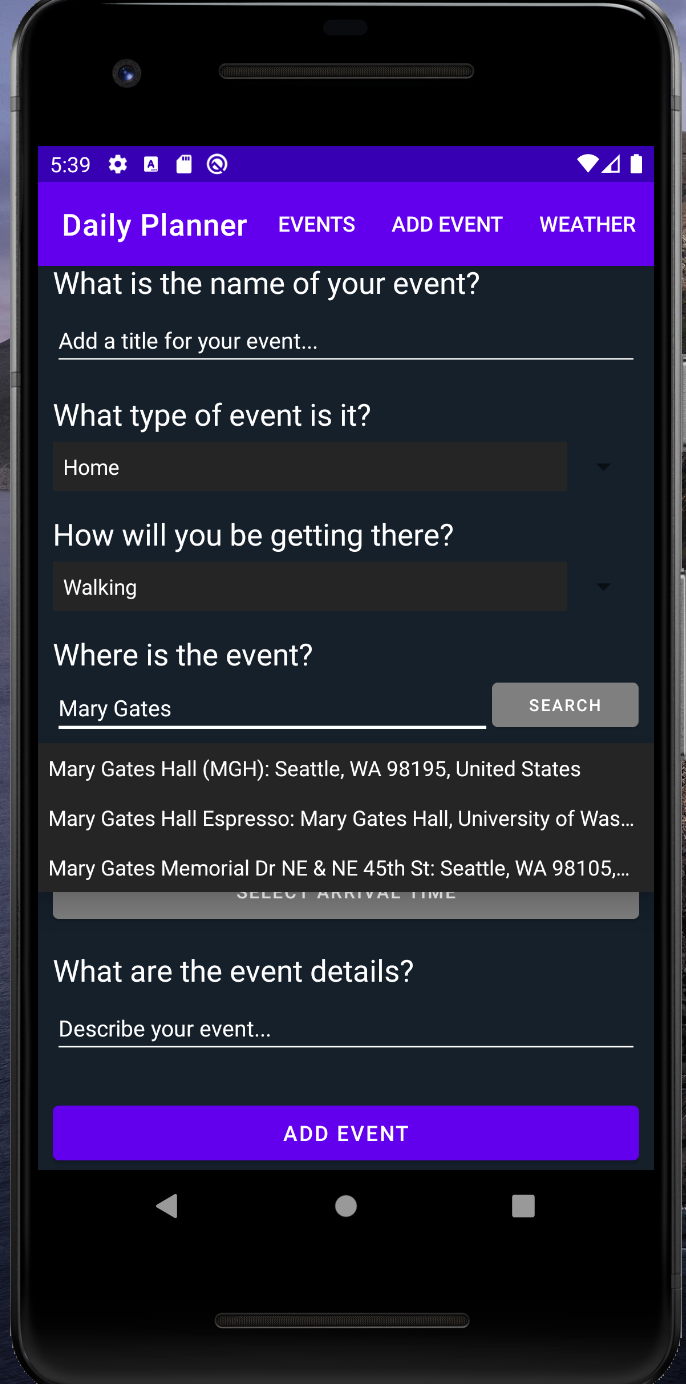 5:39
Daily Planner EVENTS ADD EVENT WEATHER
What is the name of your event?
Add a title for your event...
What type of event is it?
Home
How will you be getting there?
Walking
Where is the event?
Mary Gates SEARCH
Mary Gates Hall (MGH): Seattle, WA 98195, United States
Mary Gates Hall Espresso: Mary Gates Hall, University of Was...
Mary Gates Memorial Dr NE & NE 45th St: Seattle, WA 98105,...
SELECT ARRIVAL TIME
What are the event details?
Describe your event...
ADD EVENT